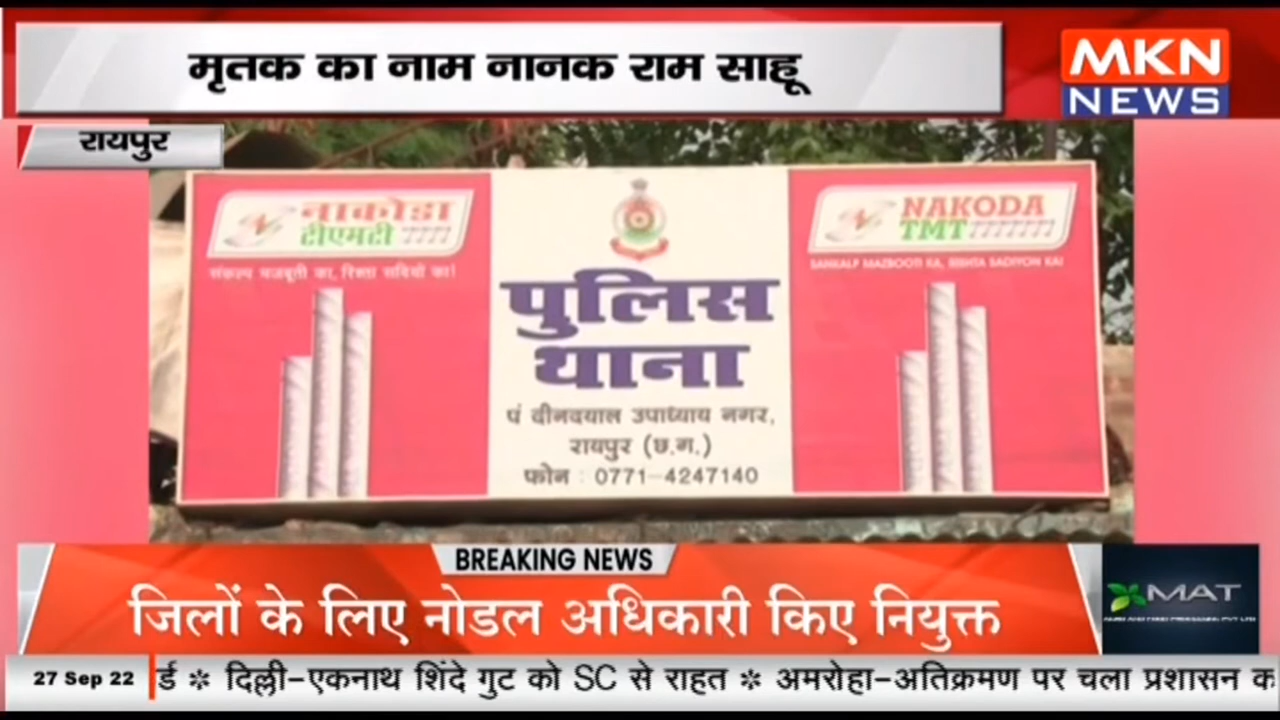 मृतक का नाम नानक राम साहू
MKN
NEWS
रायपुर
नाकोडा
टीएमटी
संकल्प मजबूती का, रिश्ता सदियों का!
पुलिस
थाना
पं दीनदयाल उपाध्याय नगर,
रायपुर (छ.ग.)
फोन : 0771-4247140
NAKODA
TMT
SANKALP MAZBOOTI KA, RISHTA SADIYON KA!
BREAKING NEWS
जिलों के लिए नोडल अधिकारी किए नियुक्त
MAT
27 Sep 22
र्ड * दिल्ली-एकनाथ शिंदे गुट को SC से राहत * अमरोहा-अतिक्रमण पर चला प्रशासन क